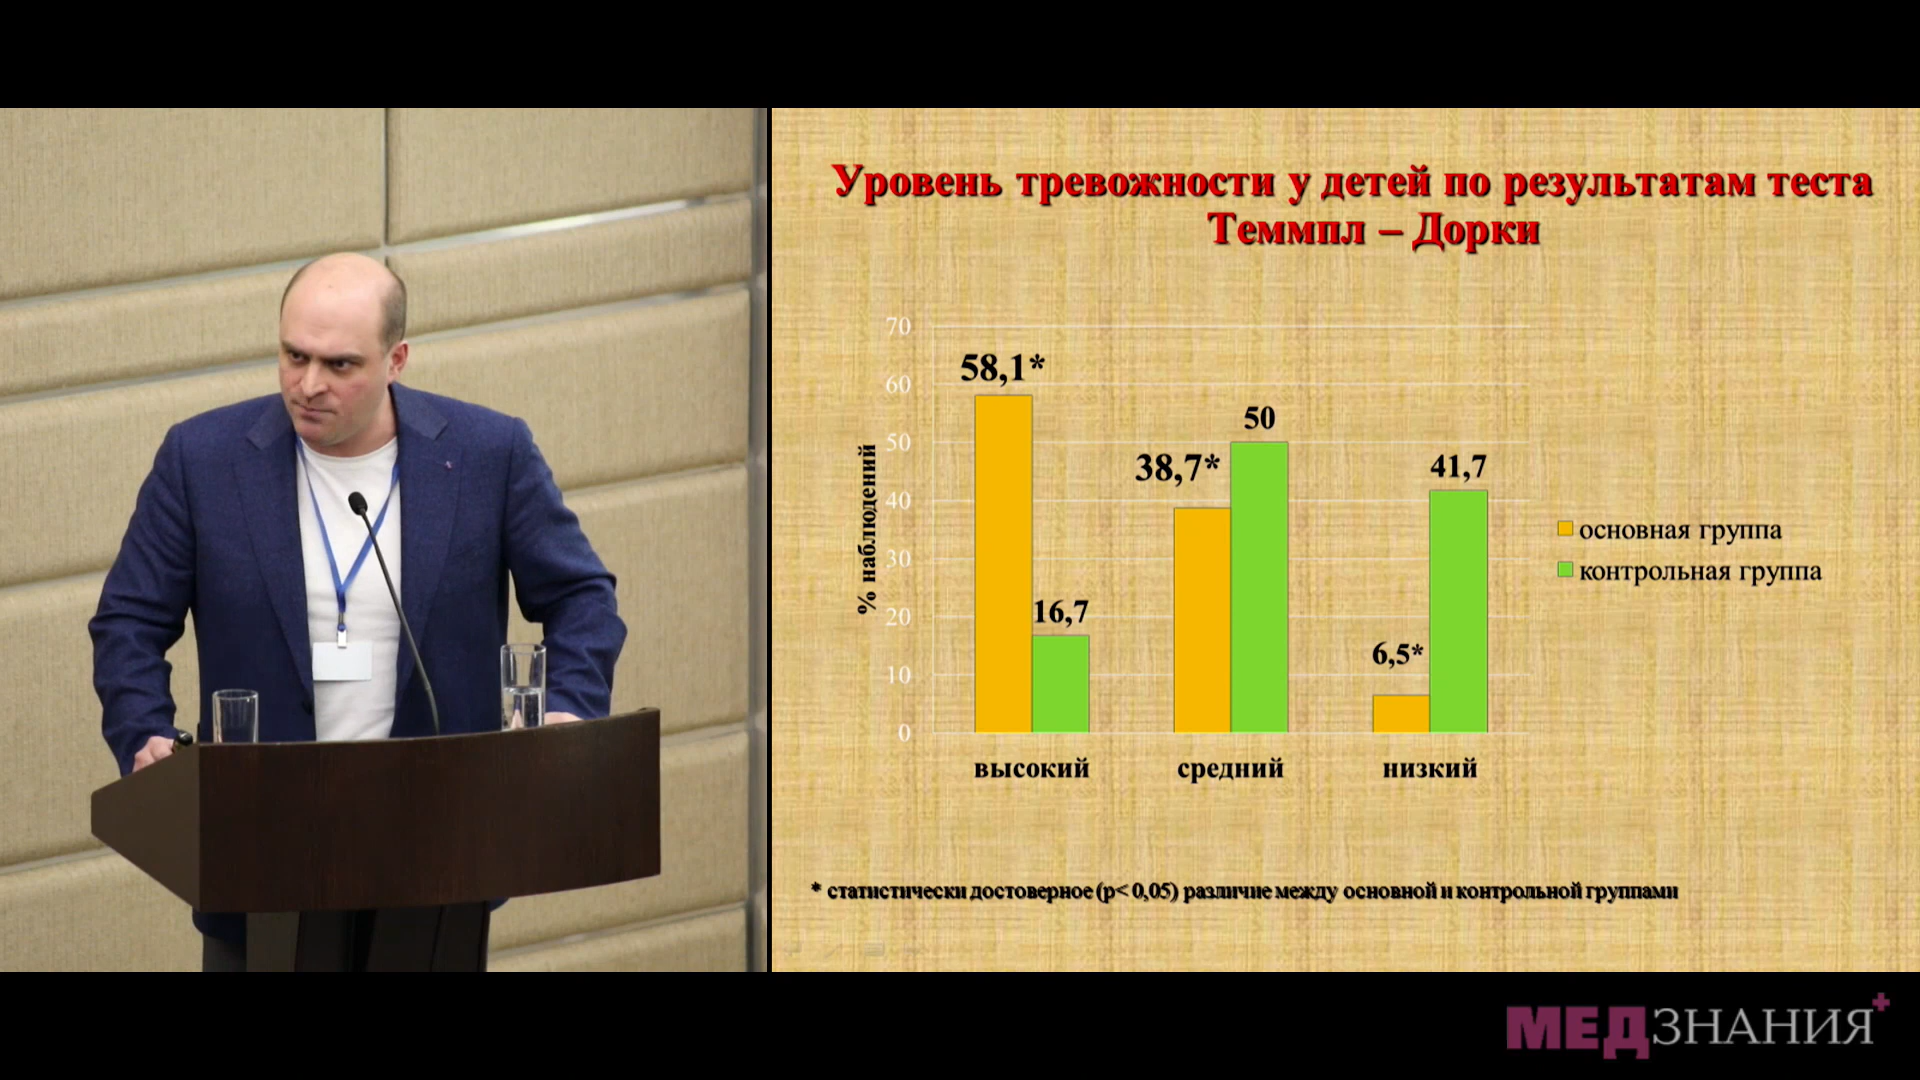 Уровень тревожности у детей по результатам теста
Теммпл – Дорки
% наблюдений
70
60
50
40
30
20
10
0
58,1*
16,7
38,7*
50
6,5*
41,7
высокий
средний
низкий
основная группа
контрольная группа
* статистически достоверное (p< 0,05) различие между основной и контрольной группами
МЕДЗНАНИЯ+